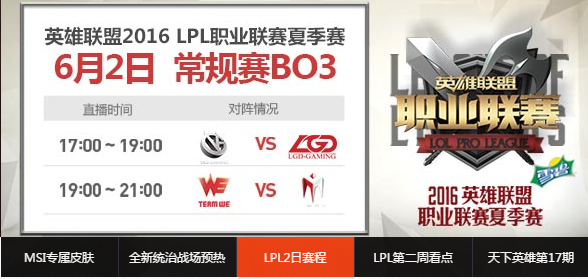 英雄联盟2016 LPL职业联赛夏季赛
6月2日 常规赛BO3
直播时间 对阵情况
17:00~19:00 VS LGD
LGD-GAMING
19:00~21:00 WE VS
TEAM WE
英雄联盟
职业联赛
LOL PRO LEAGUE
雪碧
2016 英雄联盟
职业联赛夏季赛
MSI专属皮肤 全新统治战场预热 LPL2日赛程 LPL第二周看点 天下英雄第17期